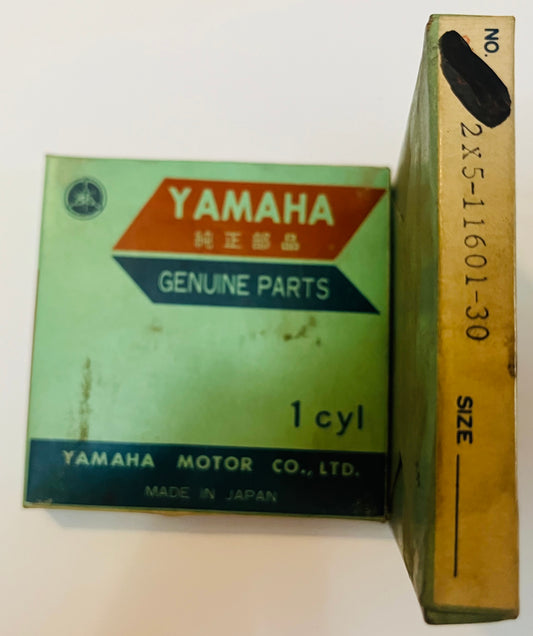 YAMAHA
純正部品
GENUINE PARTS
1 cyl
YAMAHA MOTOR CO., LTD.
MADE IN JAPAN
NO.
2X5-11601-30
SIZE